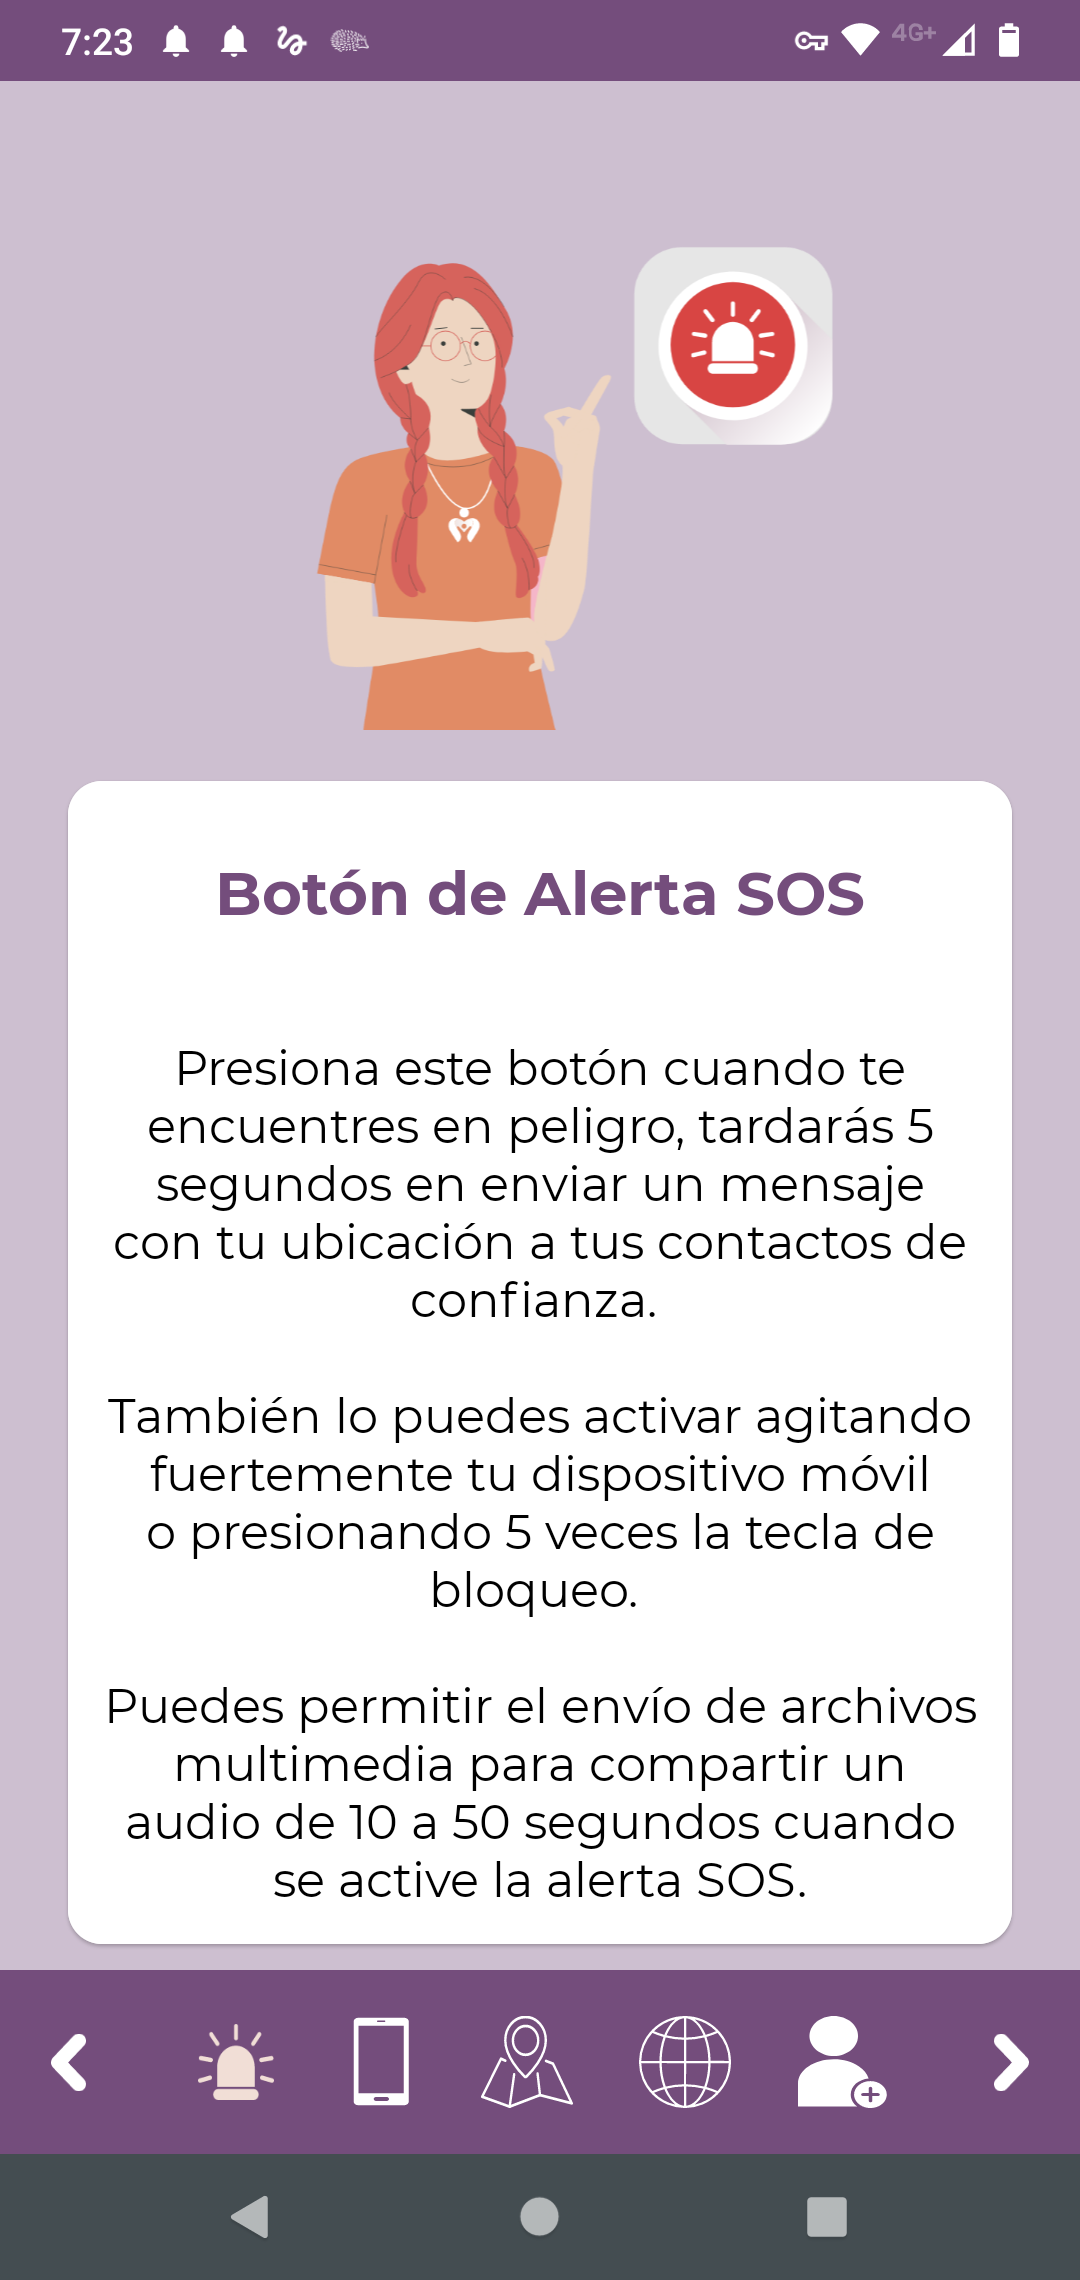 7:23
4G+
Botón de Alerta SOS
Presiona este botón cuando te
encuentres en peligro, tardarás 5
segundos en enviar un mensaje
con tu ubicación a tus contactos de
confianza.
También lo puedes activar agitando
fuertemente tu dispositivo móvil
o presionando 5 veces la tecla de
bloqueo.
Puedes permitir el envío de archivos
multimedia para compartir un
audio de 10 a 50 segundos cuando
se active la alerta SOS.